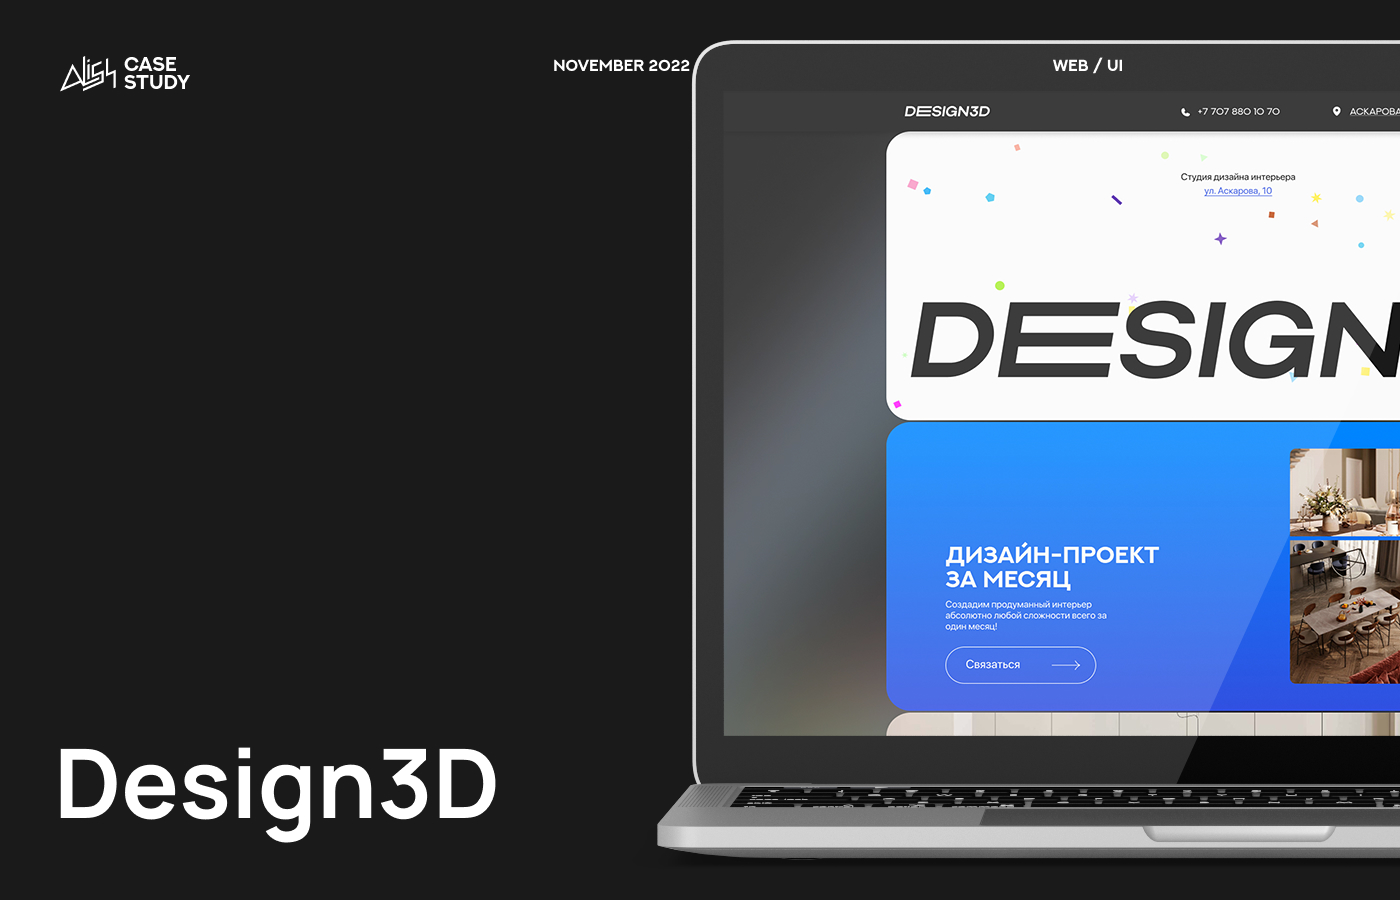 Alish
CASE
STUDY
NOVEMBER 2022
WEB / UI
DESIGN3D
+7 707 880 10 70
АСКАРОВА
Студия дизайна интерьера
ул. Аскарова, 10
DESIGN
ДИЗАЙН-ПРОЕКТ
ЗА МЕСЯЦ
Создадим продуманный интерьер
абсолютно любой сложности всего за
один месяц!
Связаться
Design3D